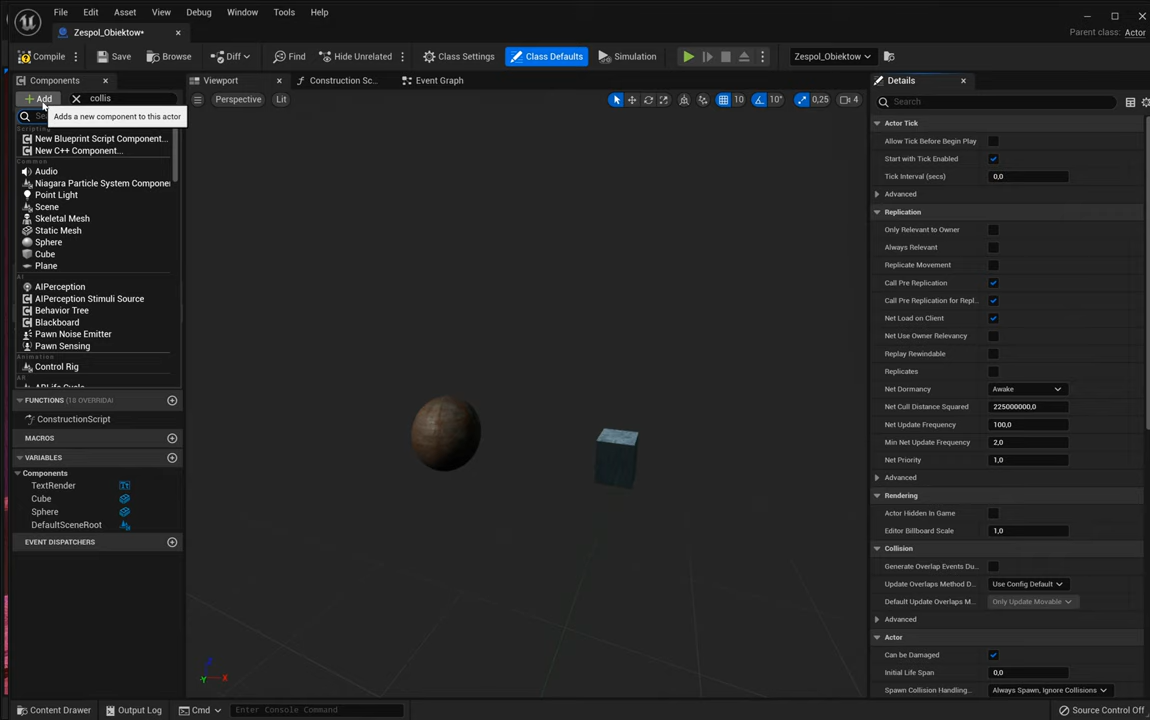 File Edit Asset View Debug Window Tools Help
Zespol_Obiektow*
Parent class: Actor
Compile Save Browse Diff Find Hide Unrelated Class Settings Class Defaults Simulation Zespol_Obiektow
Components
Viewport Construction Sc... Event Graph
Details
+ Add collis
Perspective Lit
10 10° 0,25 4
Search
Adds a new component to this actor
Scripting
New Blueprint Script Component...
New C++ Component...
Common
Audio
Niagara Particle System Compone
Point Light
Scene
Skeletal Mesh
Static Mesh
Sphere
Cube
Plane
AI
AIPerception
AIPerception Stimuli Source
Behavior Tree
Blackboard
Pawn Noise Emitter
Pawn Sensing
Animation
Control Rig
AR
FUNCTIONS (18 OVERRIDA
ConstructionScript
MACROS
VARIABLES
Components
TextRender
Cube
Sphere
DefaultSceneRoot
EVENT DISPATCHERS
Z
X
Y
Actor Tick
Allow Tick Before Begin Play
Start with Tick Enabled
Tick Interval (secs) 0,0
Advanced
Replication
Only Relevant to Owner
Always Relevant
Replicate Movement
Call Pre Replication
Call Pre Replication for Repl...
Net Load on Client
Net Use Owner Relevancy
Replay Rewindable
Replicates
Net Dormancy Awake
Net Cull Distance Squared 225000000,0
Net Update Frequency 100,0
Min Net Update Frequency 2,0
Net Priority 1,0
Advanced
Rendering
Actor Hidden In Game
Editor Billboard Scale 1,0
Collision
Generate Overlap Events Du...
Update Overlaps Method D... Use Config Default
Default Update Overlaps M... Only Update Movable
Advanced
Actor
Can be Damaged
Initial Life Span 0,0
Spawn Collision Handling... Always Spawn, Ignore Collisions
Content Drawer Output Log Cmd Enter Console Command Source Control Off